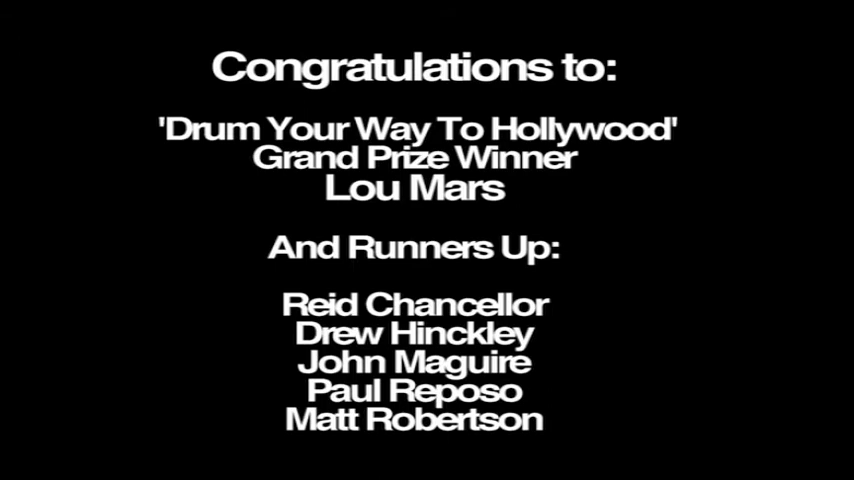 Congratulations to:
'Drum Your Way To Hollywood'
Grand Prize Winner
Lou Mars
And Runners Up:
Reid Chancellor
Drew Hinckley
John Maguire
Paul Reposo
Matt Robertson